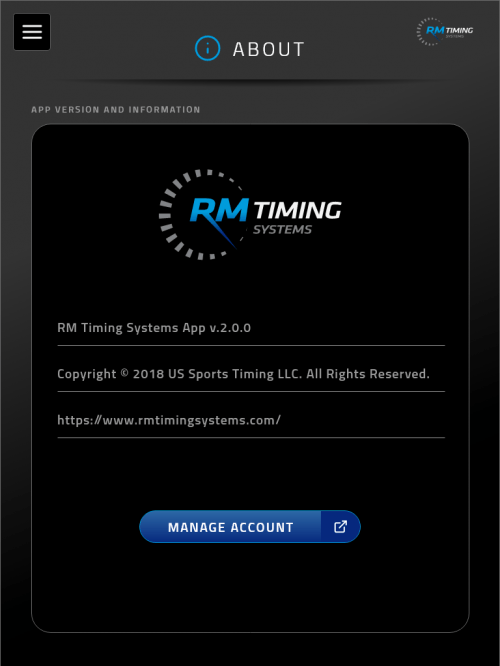 ABOUT
RM TIMING
SYSTEMS
APP VERSION AND INFORMATION
RM TIMING
SYSTEMS
RM Timing Systems App v.2.0.0
Copyright © 2018 US Sports Timing LLC. All Rights Reserved.
https://www.rmtimingsystems.com/
MANAGE ACCOUNT